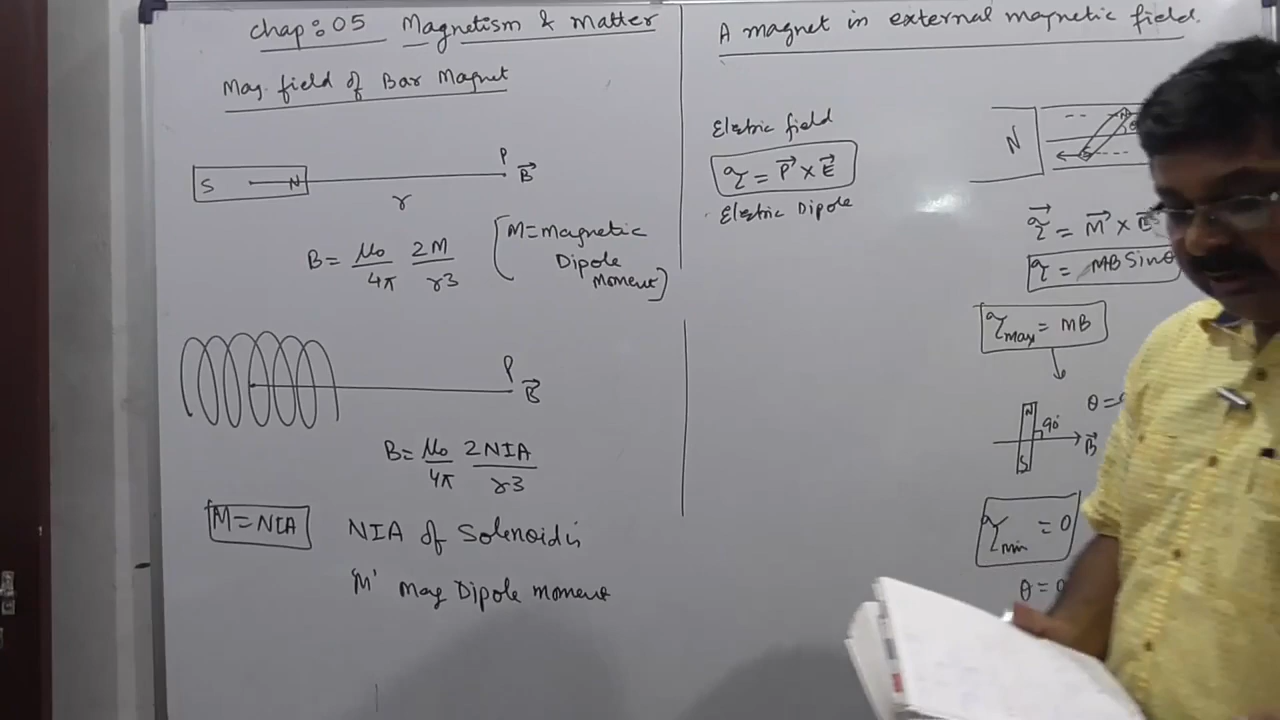 chap:05 Magnetism & Matter
Mag. field of Bar Magnet
S N P B⃗
r
B = μ₀/4π 2M/r3 [M=Magnetic
Dipole
Moment]
P B⃗
B = μ₀/4π 2NIA/r3
M=NIA NIA of Solenoid is
'M' Mag Dipole moment
A magnet in external magnetic field.
Eletric field
τ = P⃗ × E⃗
Eletric Dipole
N N θ
S
τ⃗ = M⃗ ×
τ = MB Sinθ
τmax = MB
θ =
N 90° B⃗
S
τmin = 0
θ = 0